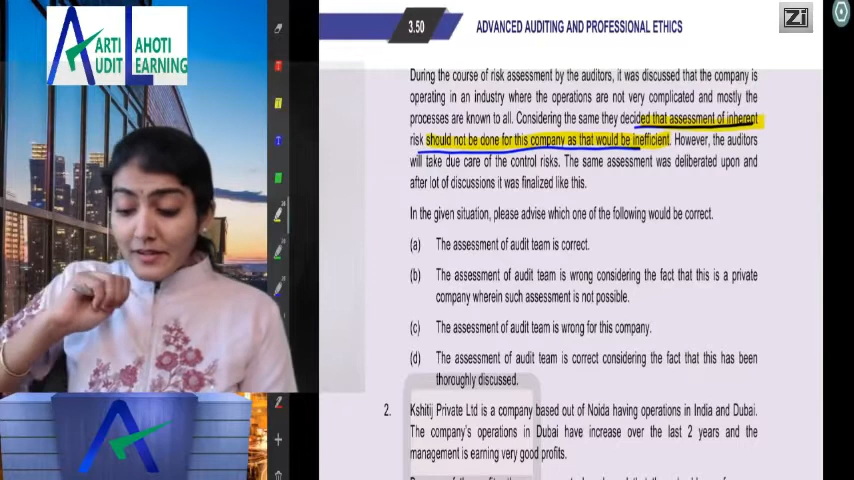 ARTI LAHOTI
AUDIT LEARNING
3.50 ADVANCED AUDITING AND PROFESSIONAL ETHICS
Zi
During the course of risk assessment by the auditors, it was discussed that the company is
operating in an industry where the operations are not very complicated and mostly the
processes are known to all. Considering the same they decided that assessment of inherent
risk should not be done for this company as that would be inefficient. However, the auditors
will take due care of the control risks. The same assessment was deliberated upon and
after lot of discussions it was finalized like this.
In the given situation, please advise which one of the following would be correct.
(a) The assessment of audit team is correct.
(b) The assessment of audit team is wrong considering the fact that this is a private
company wherein such assessment is not possible.
(c) The assessment of audit team is wrong for this company.
(d) The assessment of audit team is correct considering the fact that this has been
thoroughly discussed.
2. Kshitij Private Ltd is a company based out of Noida having operations in India and Dubai.
The company's operations in Dubai have increase over the last 2 years and the
management is earning very good profits.